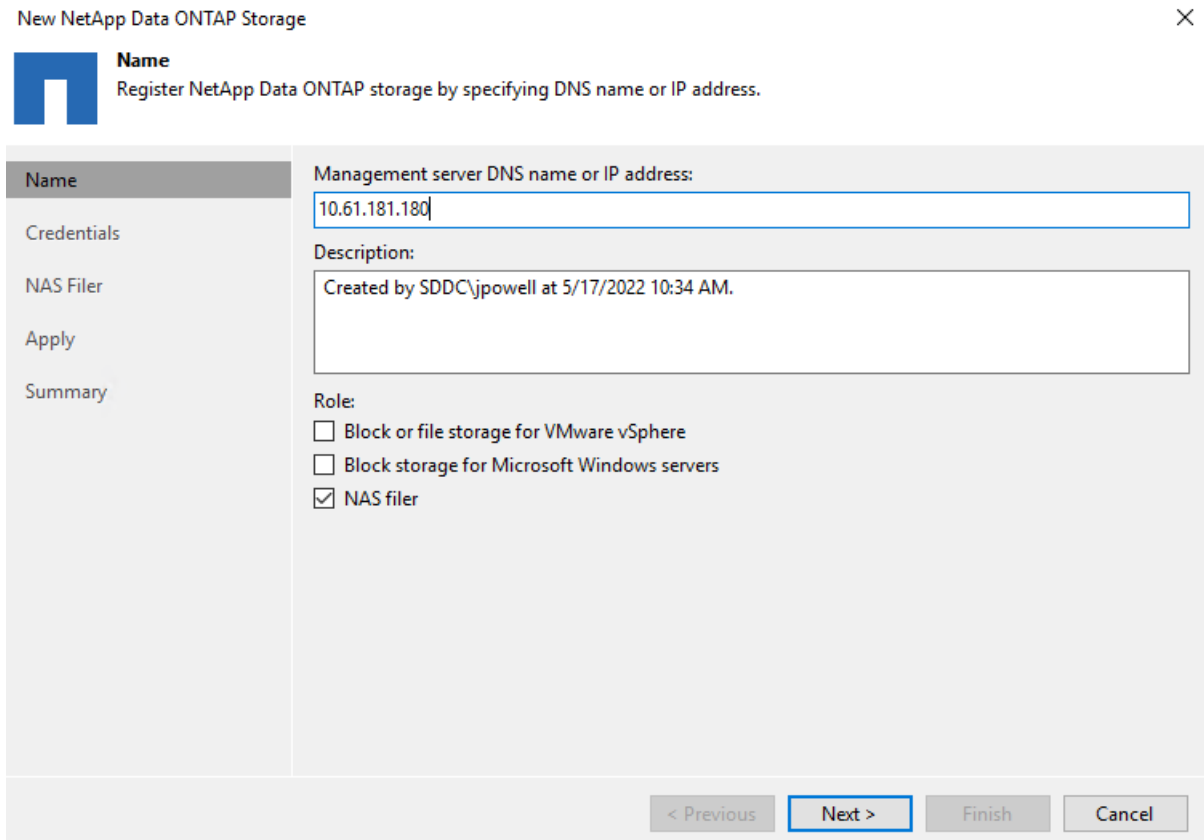 New NetApp Data ONTAP Storage
Name
Register NetApp Data ONTAP storage by specifying DNS name or IP address.
Name
Credentials
NAS Filer
Apply
Summary
Management server DNS name or IP address:
10.61.181.180
Description:
Created by SDDC\jpowell at 5/17/2022 10:34 AM.
Role:
Block or file storage for VMware vSphere
Block storage for Microsoft Windows servers
NAS filer
< Previous
Next >
Finish
Cancel